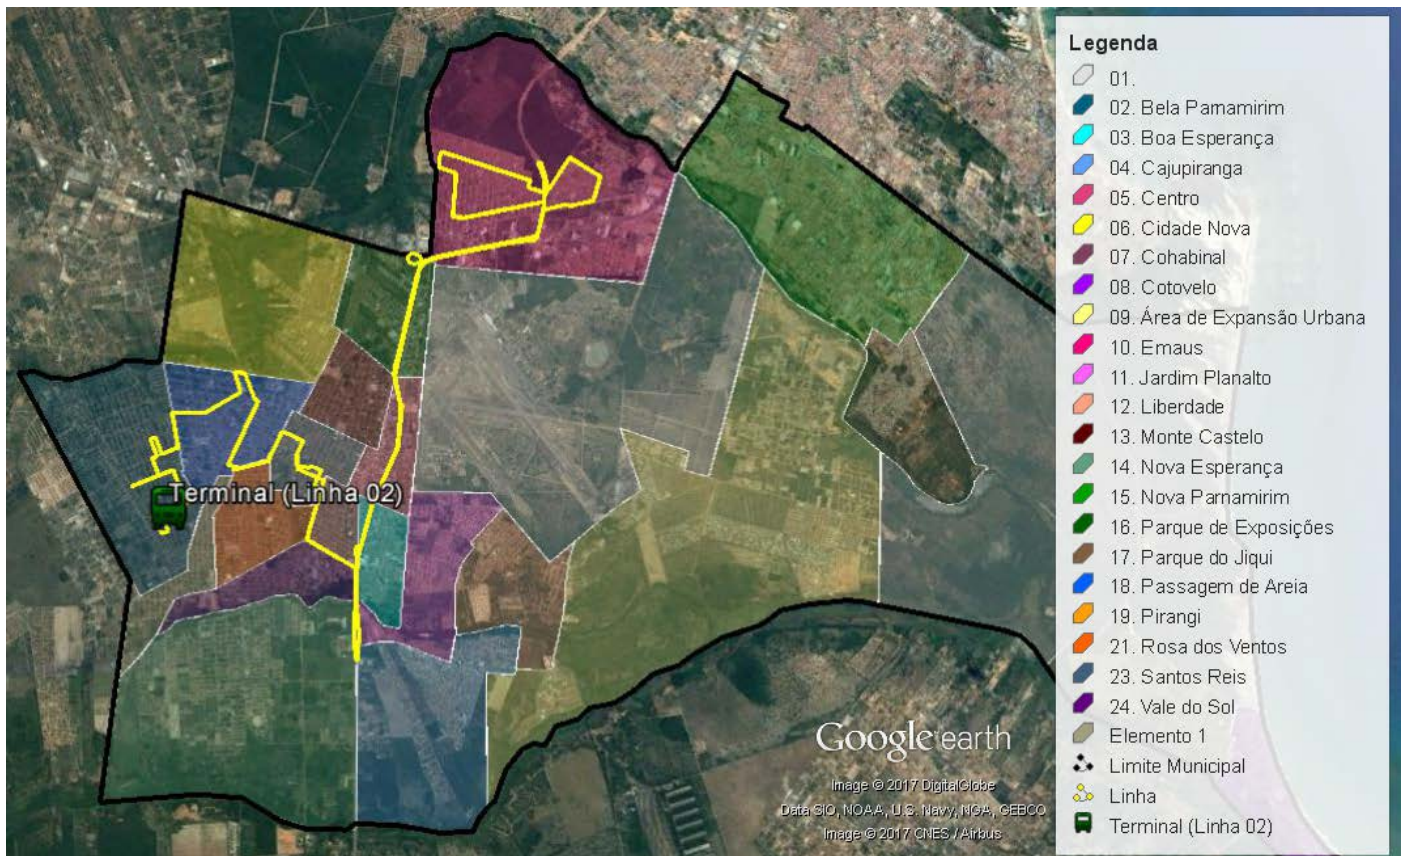 Legenda
01.
02. Bela Parnamirim
03. Boa Esperança
04. Cajupiranga
05. Centro
06. Cidade Nova
07. Cohabinal
08. Cotovelo
09. Área de Expansão Urbana
10. Emaus
11. Jardim Planalto
12. Liberdade
13. Monte Castelo
14. Nova Esperança
15. Nova Parnamirim
16. Parque de Exposições
17. Parque do Jiqui
18. Passagem de Areia
19. Pirangi
21. Rosa dos Ventos
23. Santos Reis
24. Vale do Sol
Elemento 1
Limite Municipal
Linha
Terminal (Linha 02)
Terminal (Linha 02)
Google earth
Image © 2017 DigitalGlobe
Data SIO, NOAA, U.S. Navy, NGA, GEBCO
Image © 2017 CNES / Airbus